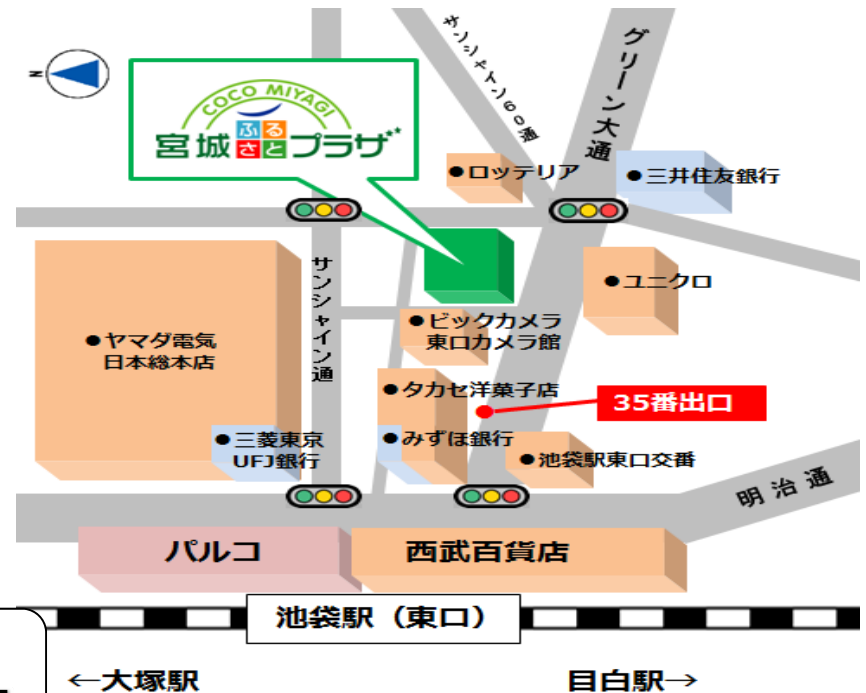 グリーン大通
サンシャイン60通
N
COCO MIYAGI
宮城ふるさとプラザ
●ロッテリア
●三井住友銀行
サンシャイン通
●ユニクロ
●ビックカメラ
東口カメラ館
●ヤマダ電気
日本総本店
●タカセ洋菓子店
35番出口
●三菱東京
UFJ銀行
●みずほ銀行
●池袋駅東口交番
明治通
パルコ
西武百貨店
池袋駅（東口）
←大塚駅
目白駅→